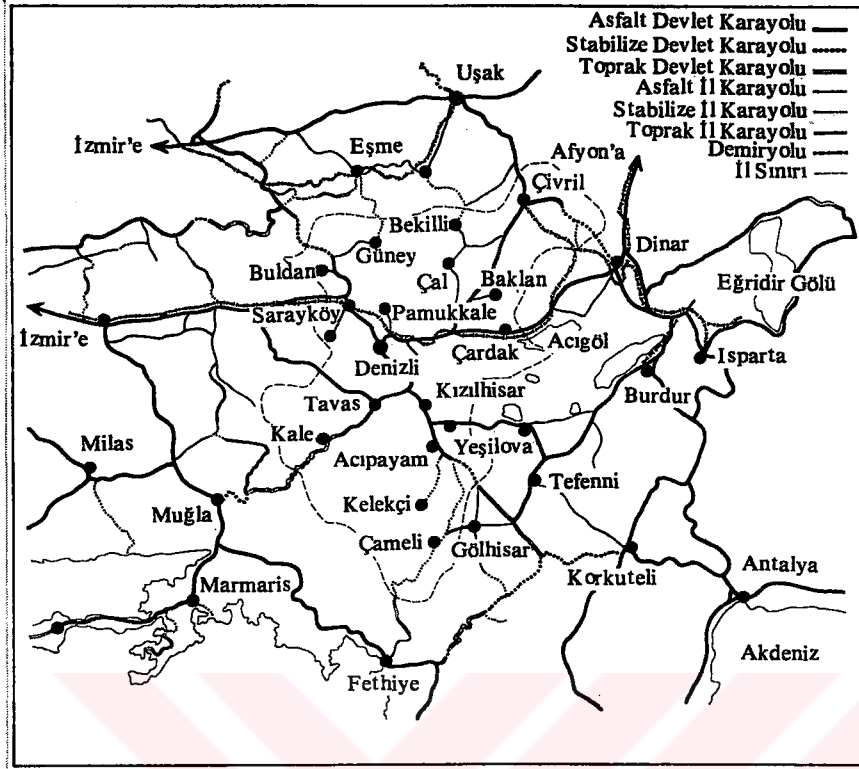 Asfalt Devlet Karayolu
Stabilize Devlet Karayolu
Toprak Devlet Karayolu
Asfalt İl Karayolu
Stabilize İl Karayolu
Toprak İl Karayolu
Demiryolu
İl Sınırı
Uşak
İzmir'e
Eşme
Afyon'a
Çivril
Bekilli
Güney
Dinar
Buldan
Çal
Baklan
Eğridir Gölü
Sarayköy
Pamukkale
İzmir'e
Çardak
Acıgöl
Denizli
Isparta
Kızılhisar
Burdur
Tavas
Milas
Kale
Yeşilova
Acıpayam
Tefenni
Muğla
Kelekçi
Çameli
Gölhisar
Korkuteli
Antalya
Marmaris
Akdeniz
Fethiye